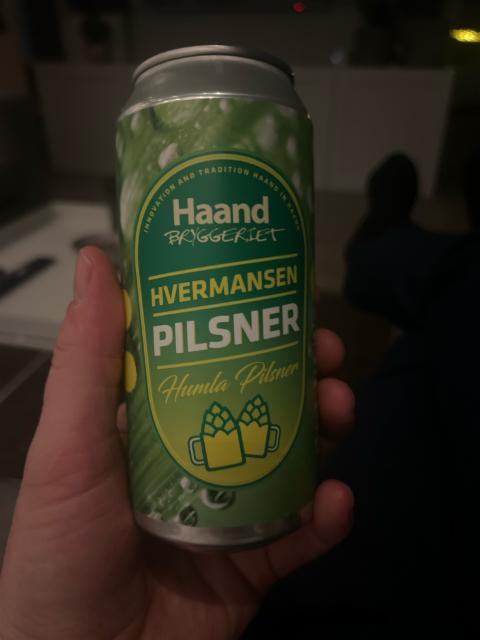 INNOVATION AND TRADITION HAAND IN HAAND
Haand
BRYGGERIET
HVERMANSEN
PILSNER
Humla Pilsner